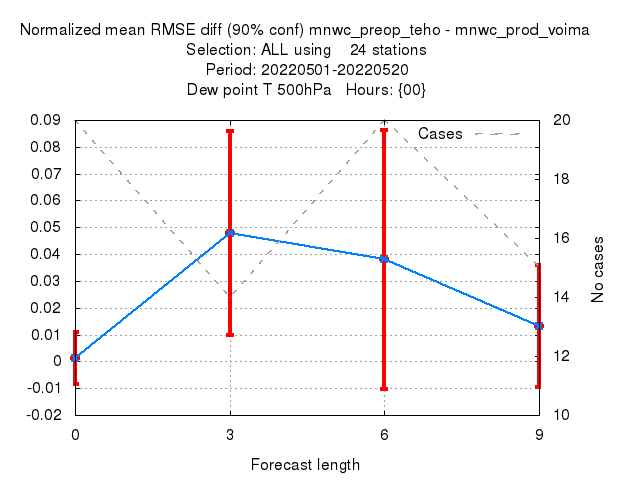 Normalized mean RMSE diff (90% conf) mnwc_preop_teho - mnwc_prod_voima
Selection: ALL using    24 stations
Period: 20220501-20220520
Dew point T 500hPa   Hours: {00}
Cases
0.09
0.08
0.07
0.06
0.05
0.04
0.03
0.02
0.01
0
-0.01
-0.02
20
18
16
14
12
10
No cases
0 3 6 9
Forecast length